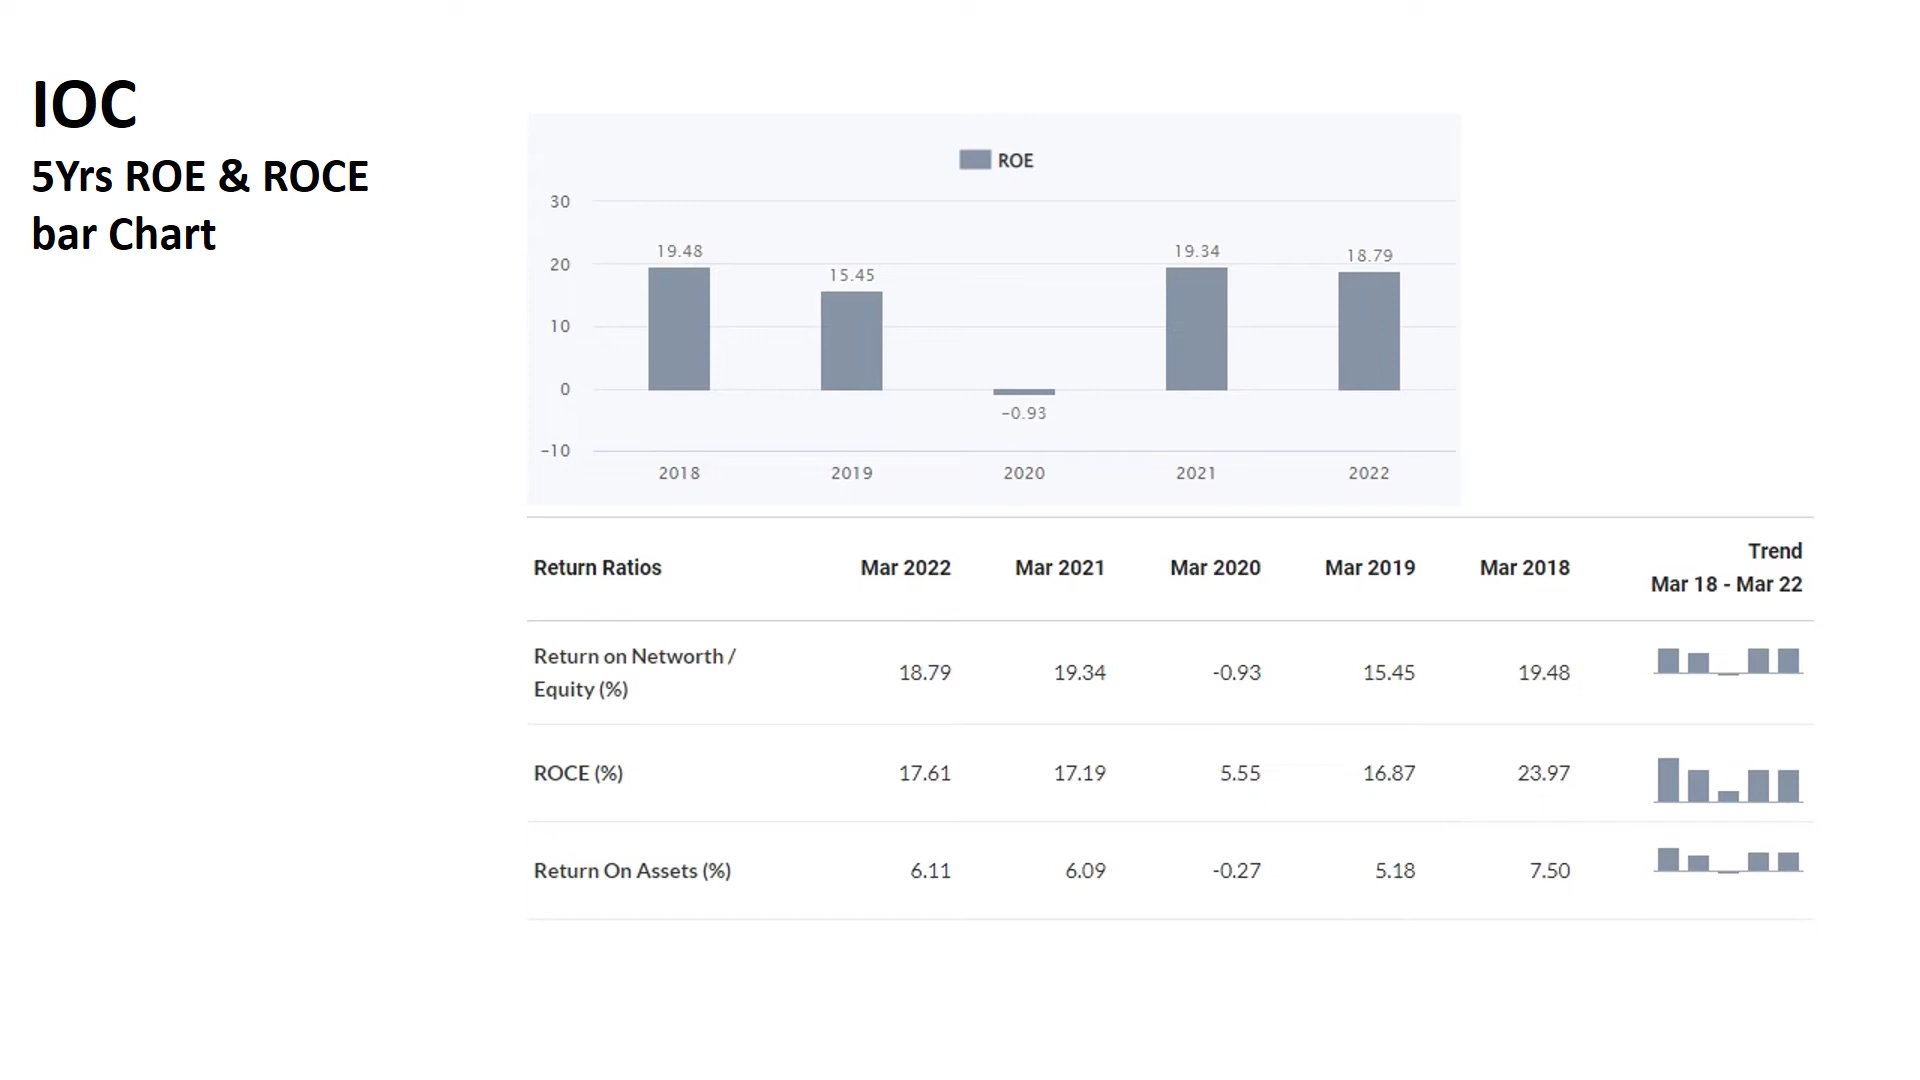 IOC
5Yrs ROE & ROCE
bar Chart
ROE
30
20
10
0
−10
19.48
15.45
−0.93
19.34
18.79
2018 2019 2020 2021 2022
Return Ratios Mar 2022 Mar 2021 Mar 2020 Mar 2019 Mar 2018 Trend
Mar 18 - Mar 22
Return on Networth /
Equity (%) 18.79 19.34 -0.93 15.45 19.48
ROCE (%) 17.61 17.19 5.55 16.87 23.97
Return On Assets (%) 6.11 6.09 -0.27 5.18 7.50